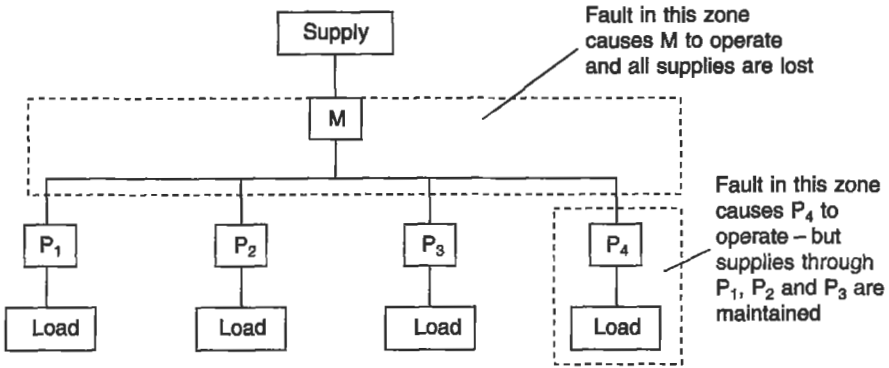 Supply
Fault in this zone
causes M to operate
and all supplies are lost
M
Fault in this zone
causes P₄ to
operate – but
supplies through
P₁, P₂ and P₃ are
maintained
P₁
P₂
P₃
P₄
Load
Load
Load
Load